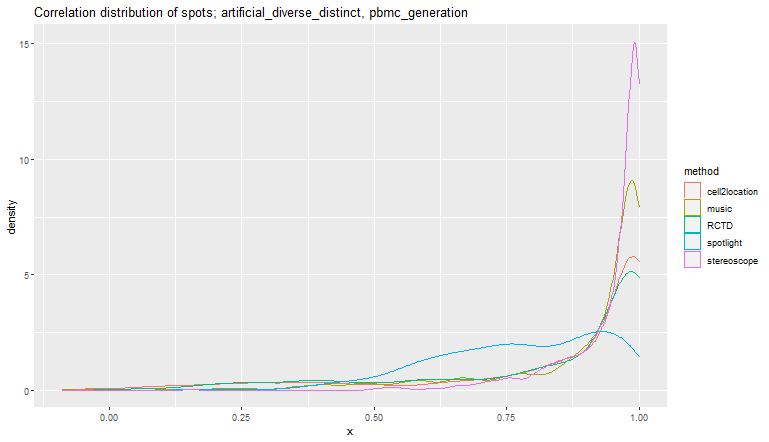 Correlation distribution of spots; artificial_diverse_distinct, pbmc_generation
15
10
5
0
density
0.00 0.25 0.50 0.75 1.00
x
method
cell2location
music
RCTD
spotlight
stereoscope